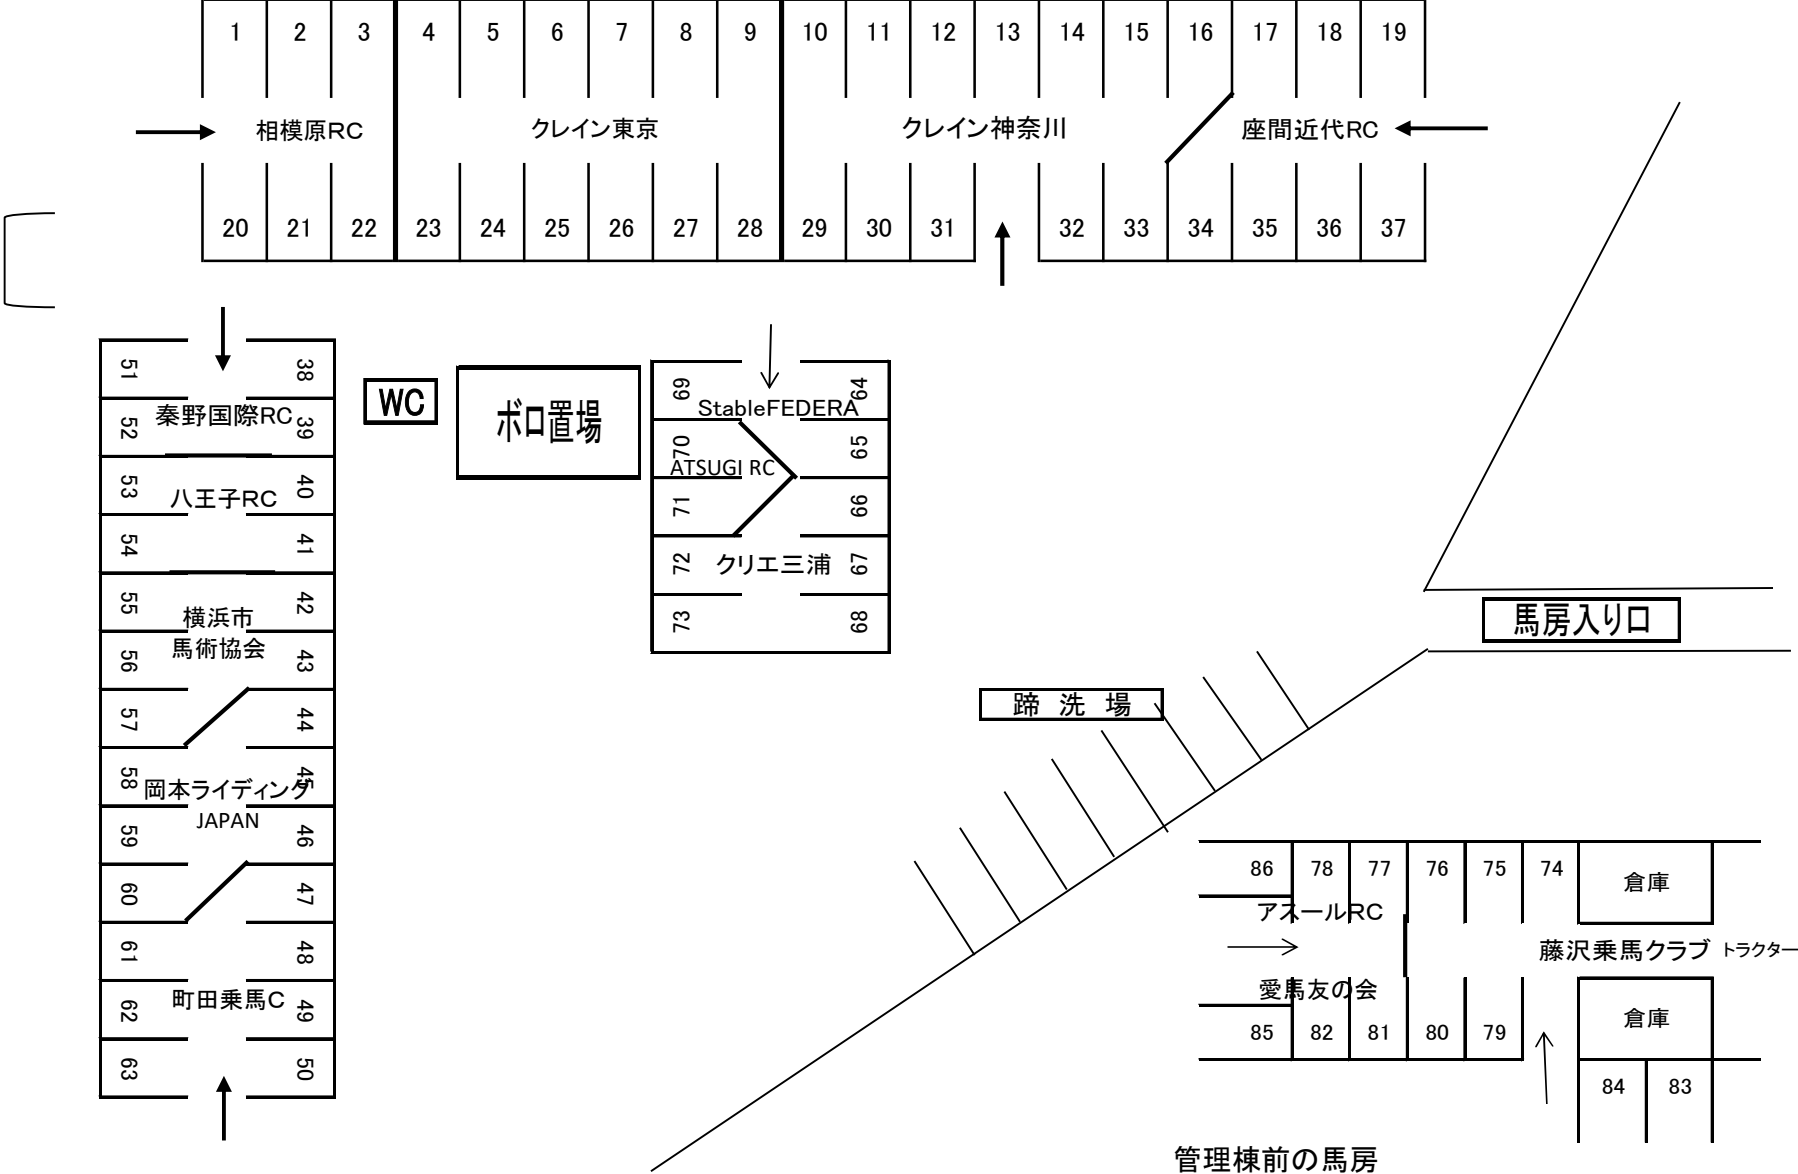 1 2 3 4 5 6 7 8 9 10 11 12 13 14 15 16 17 18 19
相模原RC クレイン東京 クレイン神奈川 座間近代RC
20 21 22 23 24 25 26 27 28 29 30 31 32 33 34 35 36 37
51 38
秦野国際RC
52 39
53 40
八王子RC
54 41
55 42
横浜市
馬術協会
56 43
57 44
58 45
岡本ライディング
JAPAN
59 46
60 47
61 48
町田乗馬C
62 49
63 50
WC
ボロ置場
69 64
StableFEDERA
70 65
ATSUGI RC
71 66
72 クリエ三浦 67
73 68
馬房入り口
蹄 洗 場
86 78 77 76 75 74 倉庫
アスールRC
藤沢乗馬クラブ トラクター
愛馬友の会
85 82 81 80 79 倉庫
84 83
管理棟前の馬房